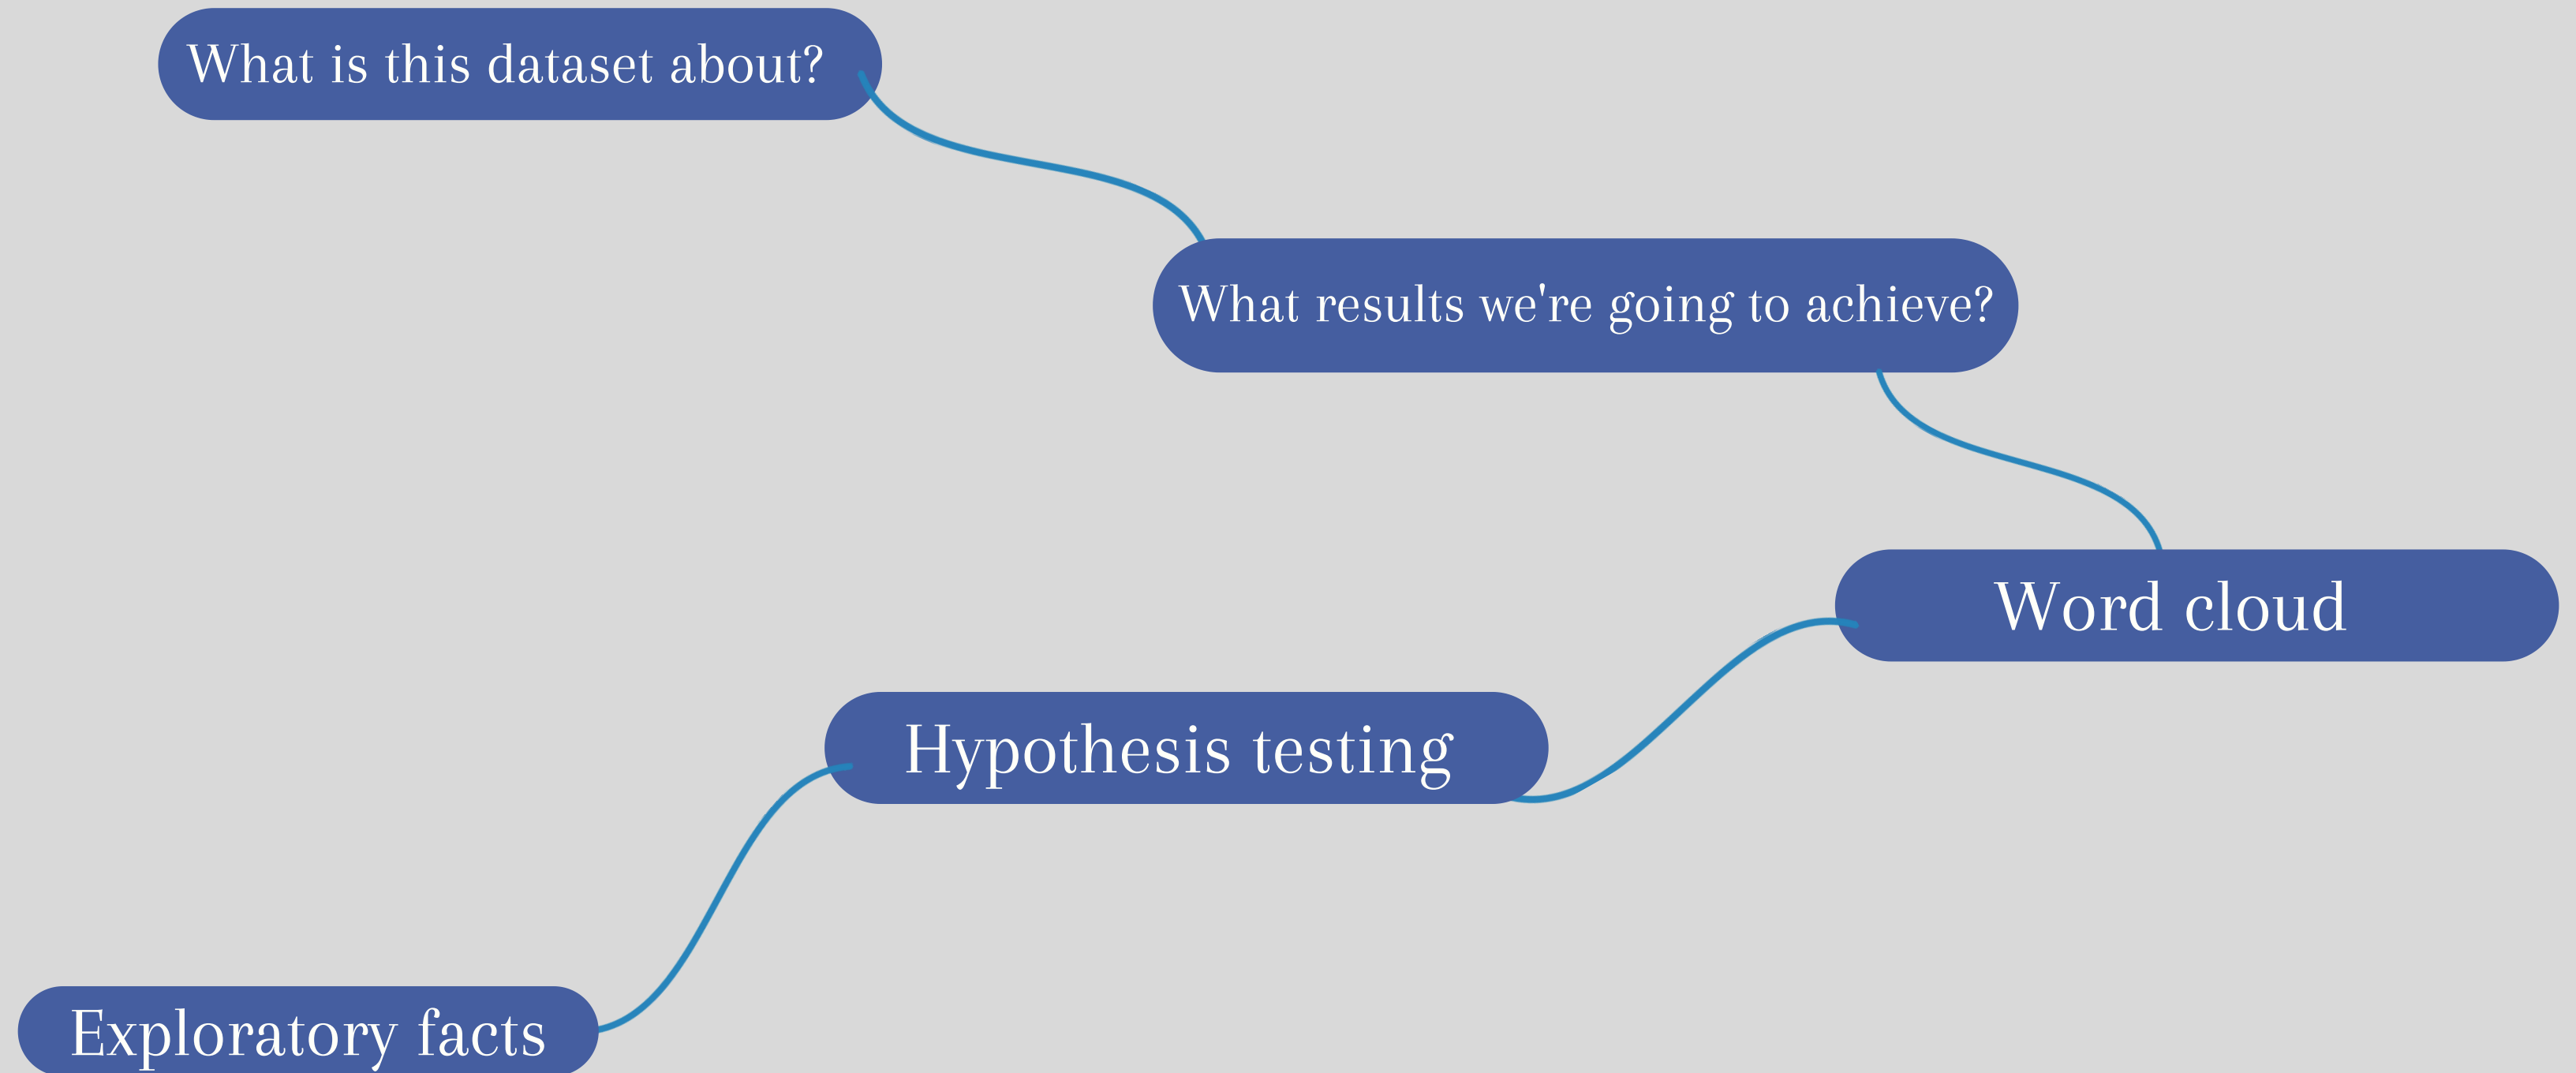 What is this dataset about?
What results we're going to achieve?
Word cloud
Hypothesis testing
Exploratory facts